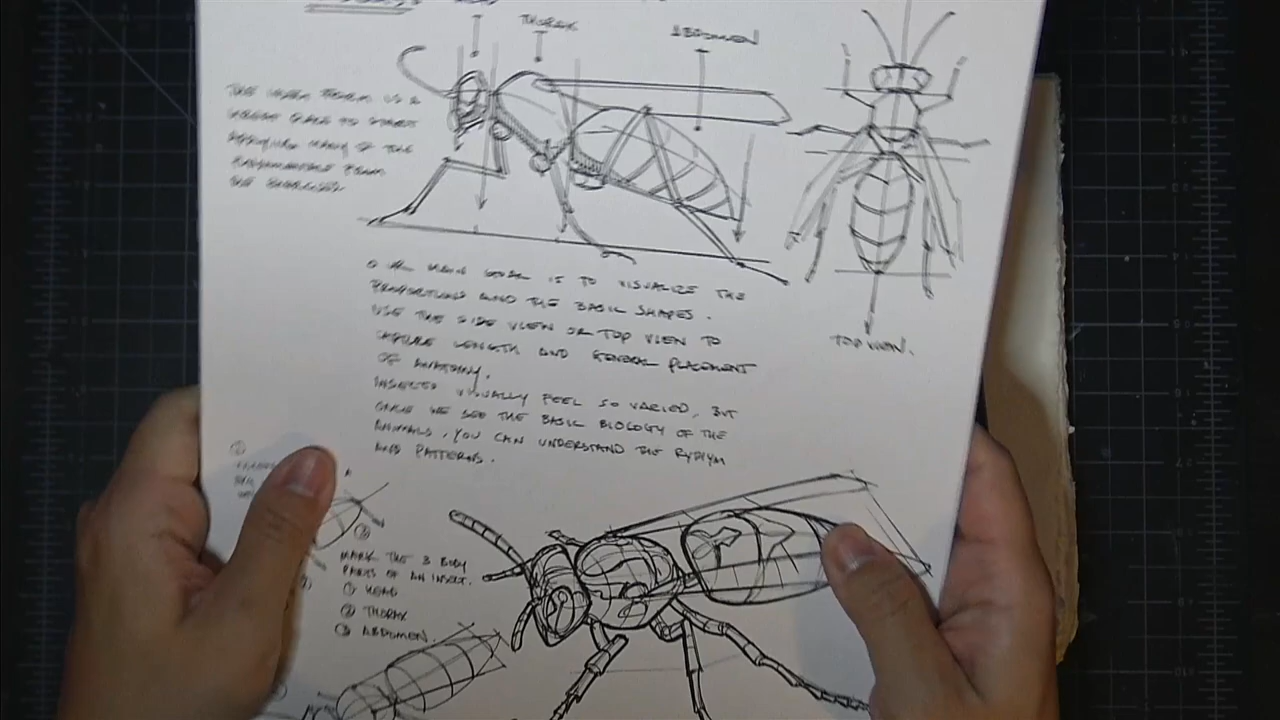 THORAX
ABDOMEN
THE INSECT FORM IS A
GREAT PLACE TO START
APPLYING MANY OF THE
FUNDAMENTALS FROM
THE EXERCISES.
O UR MAIN GOAL IS TO VISUALIZE THE
PROPORTIONS AND THE BASIC SHAPES.
USE THE SIDE VIEW OR TOP VIEW TO
CAPTURE LENGTH AND GENERAL PLACEMENT
OF ANATOMY.
INSECTS VISUALLY FEEL SO VARIED, BUT
ONCE WE SEE THE BASIC BIOLOGY OF THE
ANIMALS, YOU CAN UNDERSTAND THE
AND PATTERNS.
TOP VIEW.
①
③
MARK THE 3 BODY
PARTS OF AN INSECT.
① HEAD
② THORAX
③ ABDOMEN.